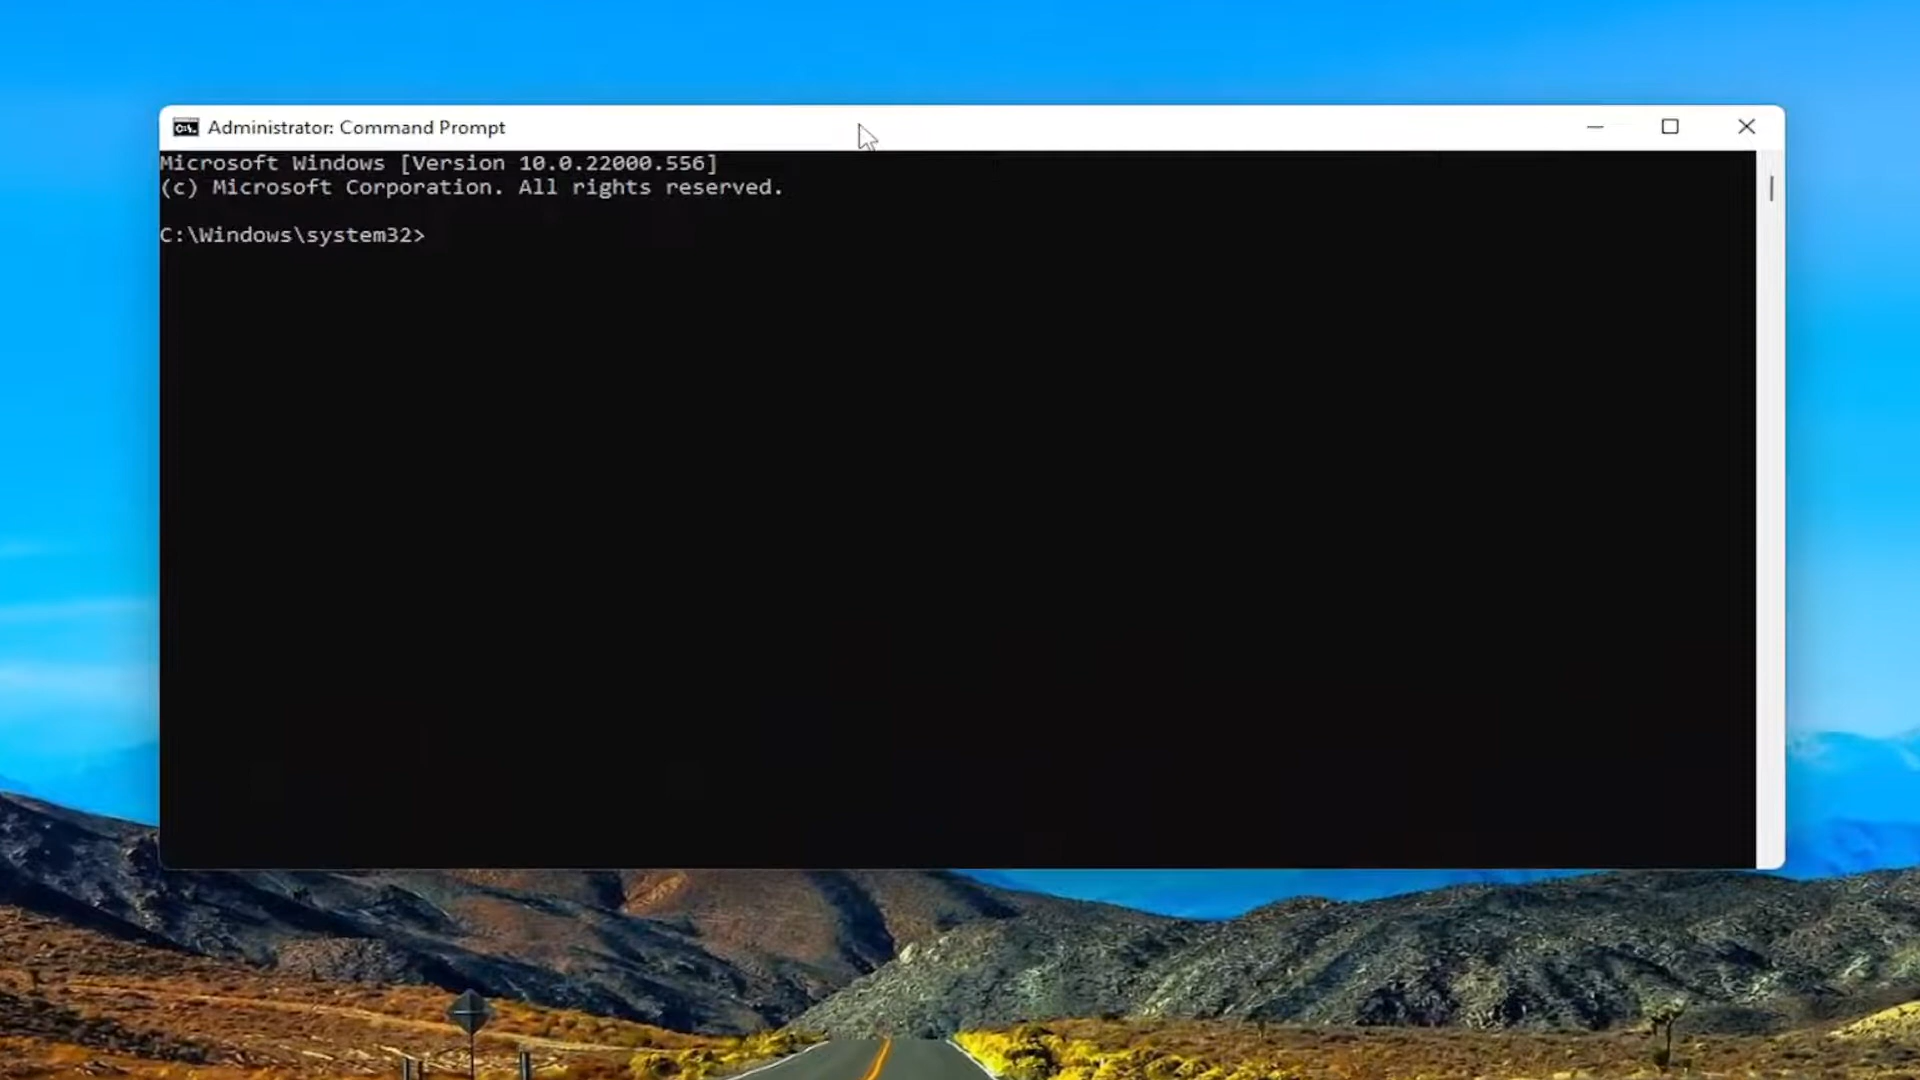 Administrator: Command Prompt
Microsoft Windows [Version 10.0.22000.556]
(c) Microsoft Corporation. All rights reserved.
C:\Windows\system32>